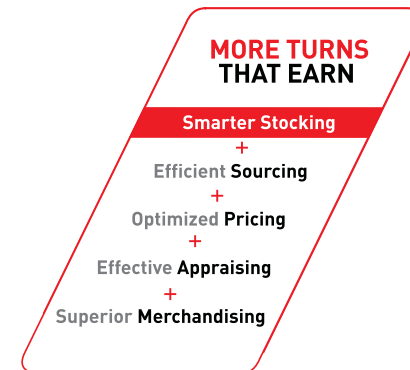 MORE TURNS
THAT EARN
Smarter Stocking
+
Efficient Sourcing
+
Optimized Pricing
+
Effective Appraising
+
Superior Merchandising